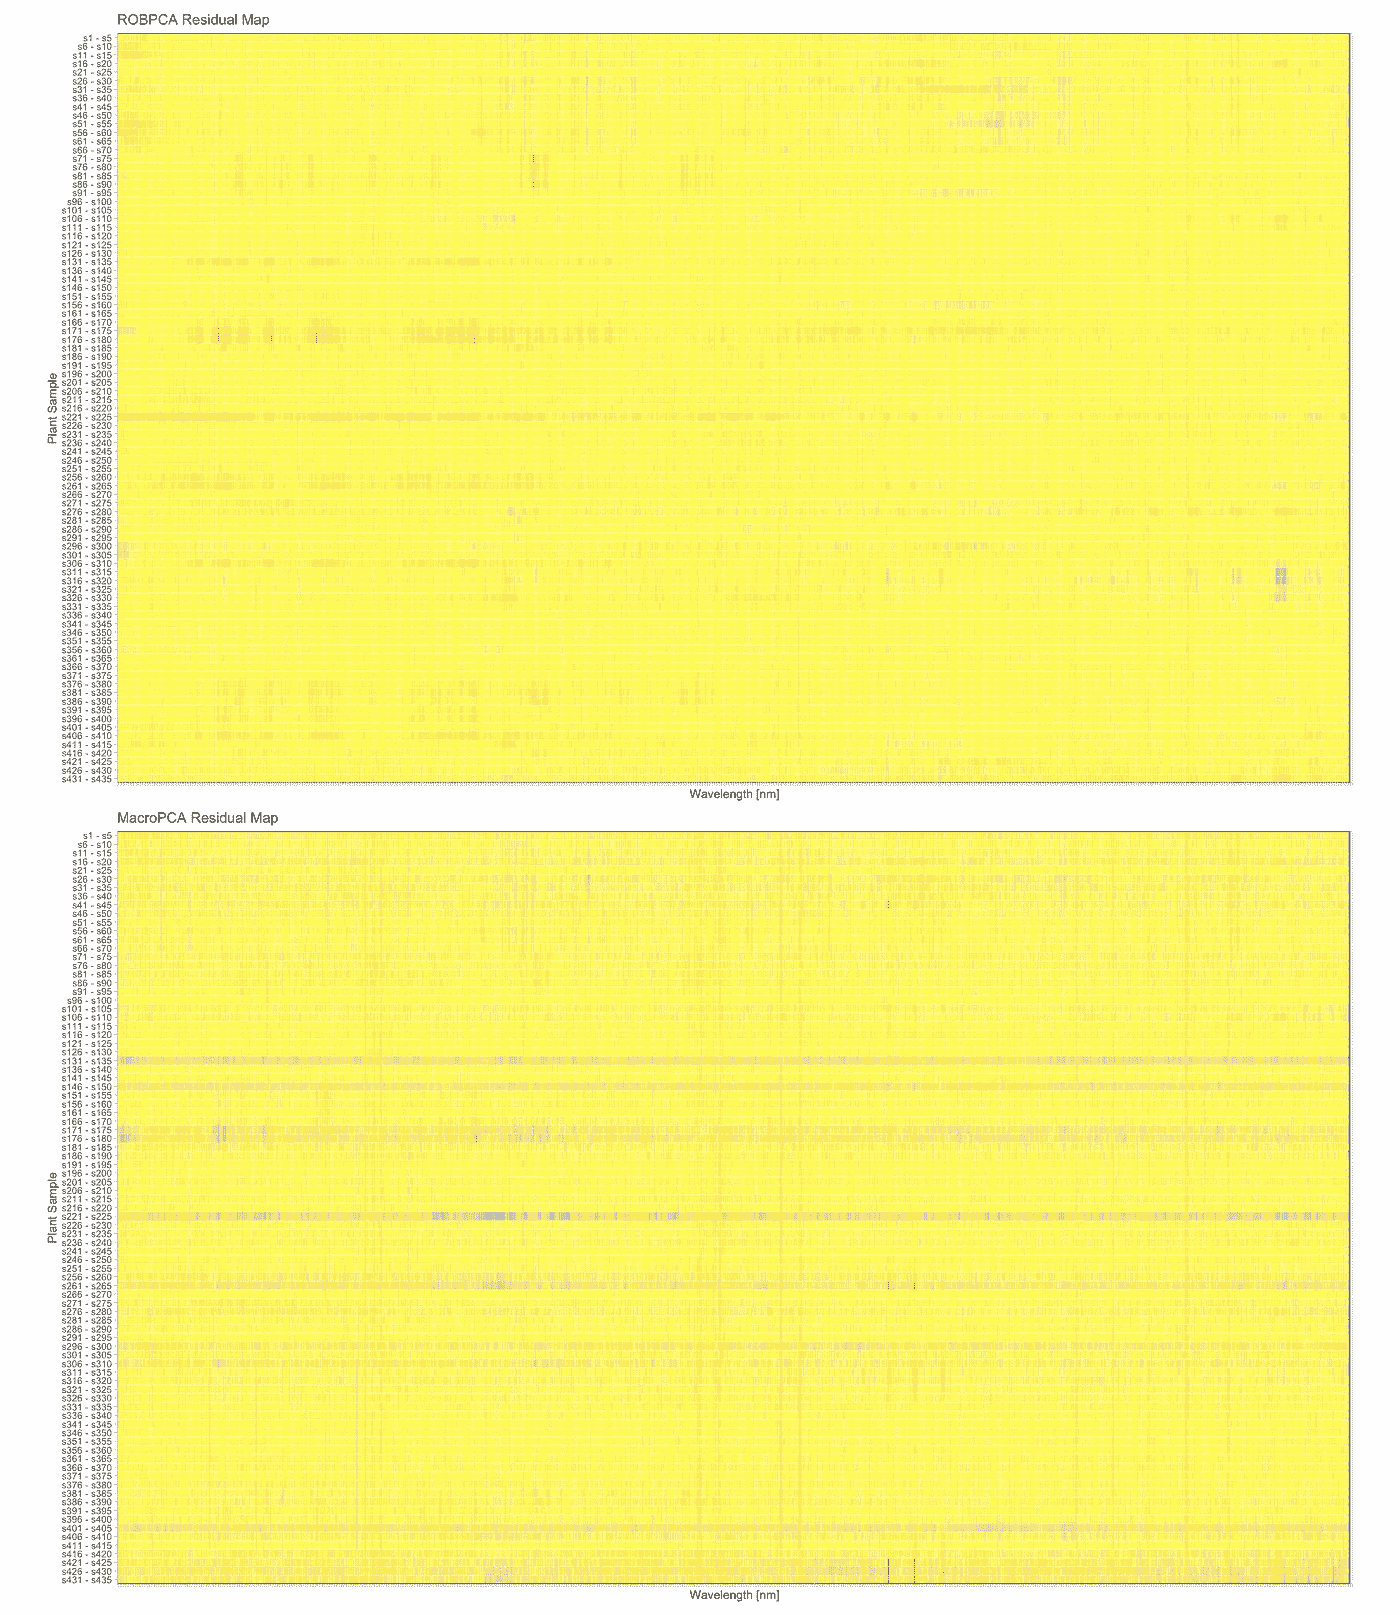 ROBPCA Residual Map
s1 - s5
s6 - s10
s11 - s15
s16 - s20
s21 - s25
s26 - s30
s31 - s35
s36 - s40
s41 - s45
s46 - s50
s51 - s55
s56 - s60
s61 - s65
s66 - s70
s71 - s75
s76 - s80
s81 - s85
s86 - s90
s91 - s95
s96 - s100
s101 - s105
s106 - s110
s111 - s115
s116 - s120
s121 - s125
s126 - s130
s131 - s135
s136 - s140
s141 - s145
s146 - s150
s151 - s155
s156 - s160
s161 - s165
s166 - s170
s171 - s175
s176 - s180
s181 - s185
s186 - s190
s191 - s195
s196 - s200
s201 - s205
s206 - s210
s211 - s215
s216 - s220
s221 - s225
s226 - s230
s231 - s235
s236 - s240
s241 - s245
s246 - s250
s251 - s255
s256 - s260
s261 - s265
s266 - s270
s271 - s275
s276 - s280
s281 - s285
s286 - s290
s291 - s295
s296 - s300
s301 - s305
s306 - s310
s311 - s315
s316 - s320
s321 - s325
s326 - s330
s331 - s335
s336 - s340
s341 - s345
s346 - s350
s351 - s355
s356 - s360
s361 - s365
s366 - s370
s371 - s375
s376 - s380
s381 - s385
s386 - s390
s391 - s395
s396 - s400
s401 - s405
s406 - s410
s411 - s415
s416 - s420
s421 - s425
s426 - s430
s431 - s435
Plant Sample
Wavelength [nm]
MacroPCA Residual Map
s1 - s5
s6 - s10
s11 - s15
s16 - s20
s21 - s25
s26 - s30
s31 - s35
s36 - s40
s41 - s45
s46 - s50
s51 - s55
s56 - s60
s61 - s65
s66 - s70
s71 - s75
s76 - s80
s81 - s85
s86 - s90
s91 - s95
s96 - s100
s101 - s105
s106 - s110
s111 - s115
s116 - s120
s121 - s125
s126 - s130
s131 - s135
s136 - s140
s141 - s145
s146 - s150
s151 - s155
s156 - s160
s161 - s165
s166 - s170
s171 - s175
s176 - s180
s181 - s185
s186 - s190
s191 - s195
s196 - s200
s201 - s205
s206 - s210
s211 - s215
s216 - s220
s221 - s225
s226 - s230
s231 - s235
s236 - s240
s241 - s245
s246 - s250
s251 - s255
s256 - s260
s261 - s265
s266 - s270
s271 - s275
s276 - s280
s281 - s285
s286 - s290
s291 - s295
s296 - s300
s301 - s305
s306 - s310
s311 - s315
s316 - s320
s321 - s325
s326 - s330
s331 - s335
s336 - s340
s341 - s345
s346 - s350
s351 - s355
s356 - s360
s361 - s365
s366 - s370
s371 - s375
s376 - s380
s381 - s385
s386 - s390
s391 - s395
s396 - s400
s401 - s405
s406 - s410
s411 - s415
s416 - s420
s421 - s425
s426 - s430
s431 - s435
Plant Sample
Wavelength [nm]